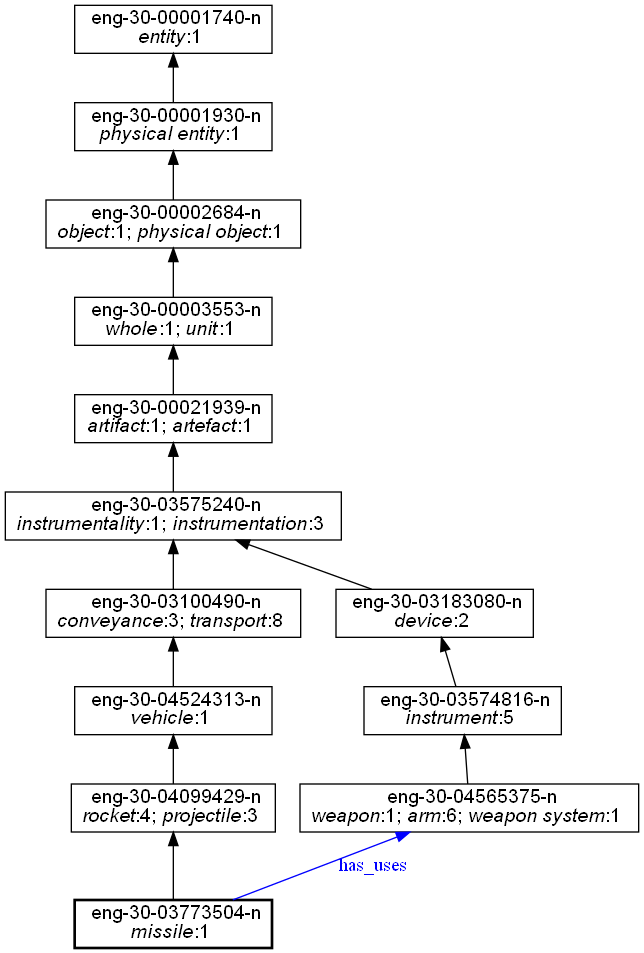 eng-30-00001740-n
entity:1
eng-30-00001930-n
physical entity:1
eng-30-00002684-n
object:1; physical object:1
eng-30-00003553-n
whole:1; unit:1
eng-30-00021939-n
artifact:1; artefact:1
eng-30-03575240-n
instrumentality:1; instrumentation:3
eng-30-03100490-n
conveyance:3; transport:8
eng-30-03183080-n
device:2
eng-30-04524313-n
vehicle:1
eng-30-03574816-n
instrument:5
eng-30-04099429-n
rocket:4; projectile:3
eng-30-04565375-n
weapon:1; arm:6; weapon system:1
has_uses
eng-30-03773504-n
missile:1